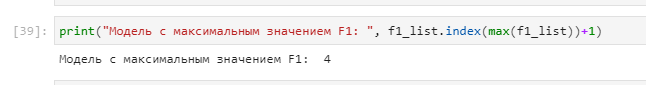 [39]: print("Модель с максимальным значением F1: ", f1_list.index(max(f1_list))+1)
Модель с максимальным значением F1:  4